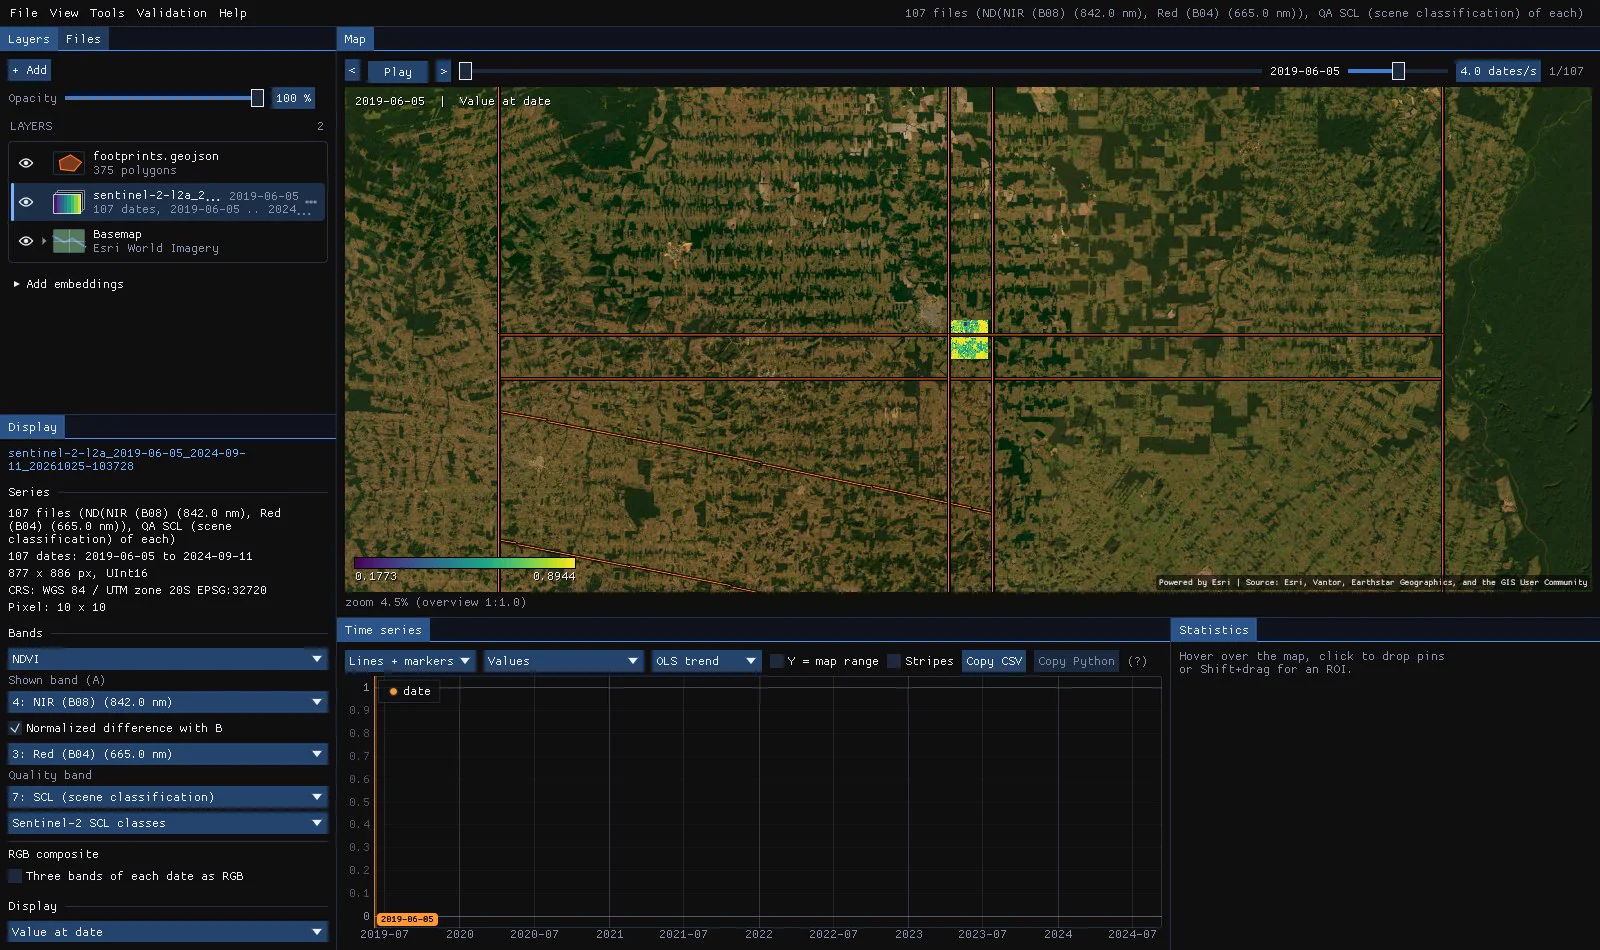 File View Tools Validation Help
107 files (ND(NIR (B08) (842.0 nm), Red (B04) (665.0 nm)), QA SCL (scene classification) of each)
Layers Files
Map
+ Add
< Play > 2019-06-05 4.0 dates/s 1/107
Opacity 100 %
2019-06-05 | Value at date
LAYERS 2
footprints.geojson
375 polygons
sentinel-2-l2a_2... 2019-06-05
107 dates, 2019-06-05 .. 2024...
Basemap
Esri World Imagery
Add embeddings
Display
sentinel-2-l2a_2019-06-05_2024-09-
11_20261025-103728
Series
107 files (ND(NIR (B08) (842.0 nm), Red
(B04) (665.0 nm)), QA SCL (scene
classification) of each)
107 dates: 2019-06-05 to 2024-09-11
877 x 886 px, UInt16
CRS: WGS 84 / UTM zone 20S EPSG:32720
Pixel: 10 x 10
Bands
NDVI
Shown band (A)
4: NIR (B08) (842.0 nm)
Normalized difference with B
3: Red (B04) (665.0 nm)
Quality band
7: SCL (scene classification)
Sentinel-2 SCL classes
RGB composite
Three bands of each date as RGB
Display
Value at date
0.1773 0.8944
Powered by Esri | Source: Esri, Vantor, Earthstar Geographics, and the GIS User Community
zoom 4.5% (overview 1:1.0)
Time series
Lines + markers Values OLS trend Y = map range Stripes Copy CSV Copy Python (?)
date
1
0.9
0.8
0.7
0.6
0.5
0.4
0.3
0.2
0.1
0
2019-06-05
2019-07 2020 2020-07 2021 2021-07 2022 2022-07 2023 2023-07 2024 2024-07
Statistics
Hover over the map, click to drop pins
or Shift+drag for an ROI.